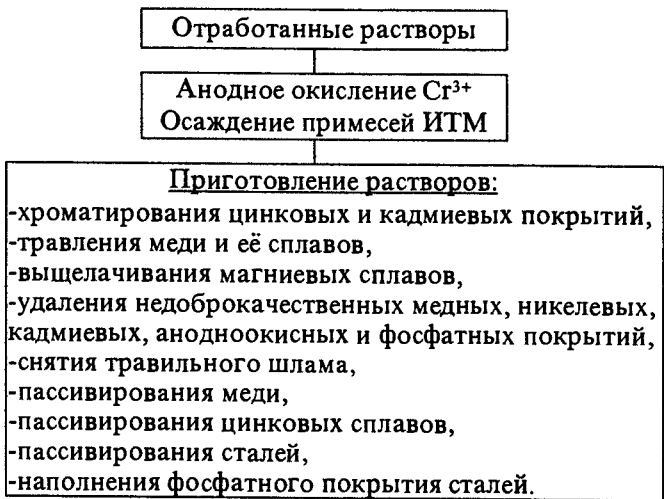 Отработанные растворы
Анодное окисление Cr³⁺
Осаждение примесей ИТМ
Приготовление растворов:
-хроматирования цинковых и кадмиевых покрытий,
-травления меди и её сплавов,
-выщелачивания магниевых сплавов,
-удаления недоброкачественных медных, никелевых,
кадмиевых, анодноокисных и фосфатных покрытий,
-снятия травильного шлама,
-пассивирования меди,
-пассивирования цинковых сплавов,
-пассивирования сталей,
-наполнения фосфатного покрытия сталей.